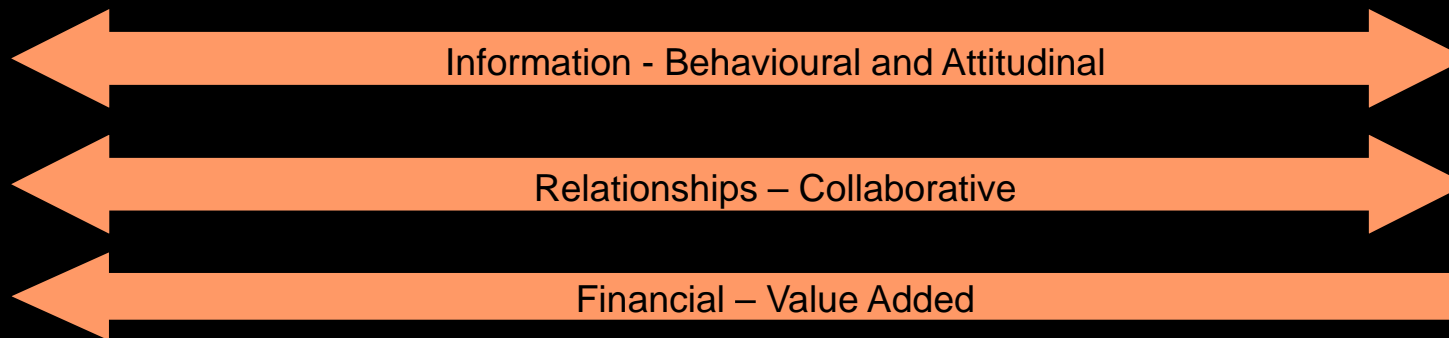 Information - Behavioural and Attitudinal
Relationships – Collaborative
Financial – Value Added